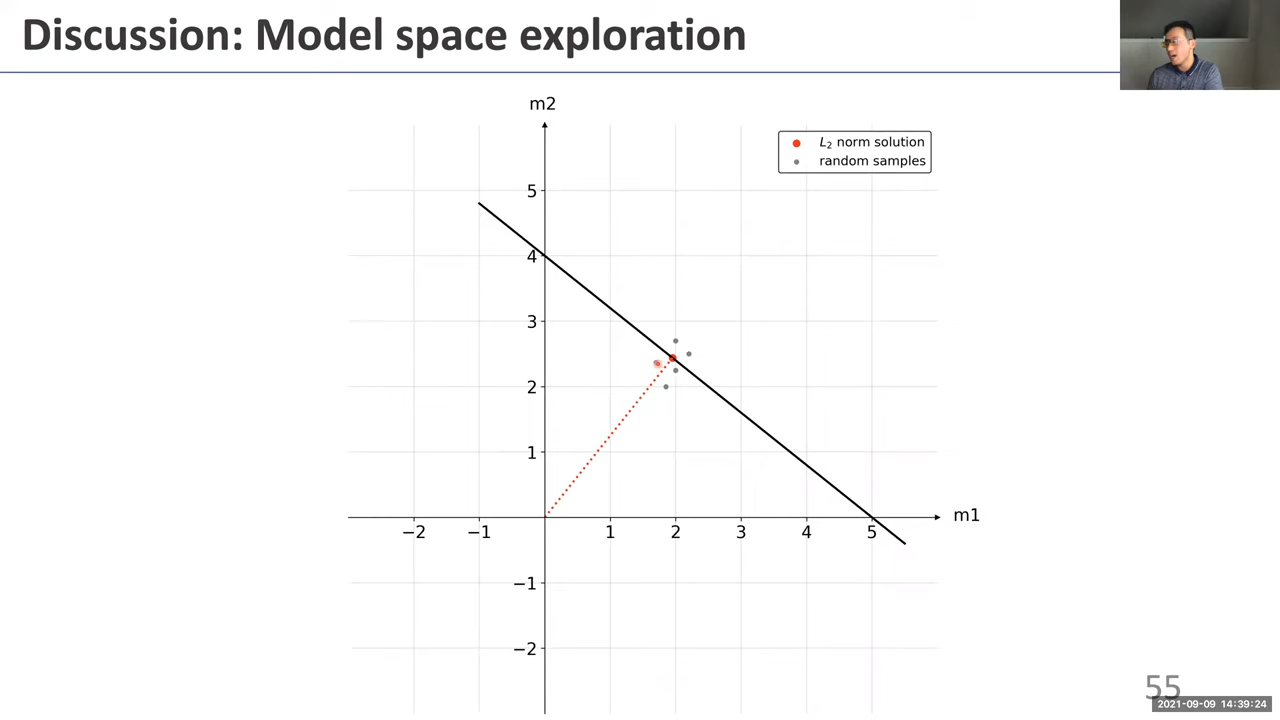 Discussion: Model space exploration
m2
L2 norm solution
random samples
5
4
3
2
1
−1
−2
−2 −1 1 2 3 4 5
m1
55
2021-09-09 14:39:24